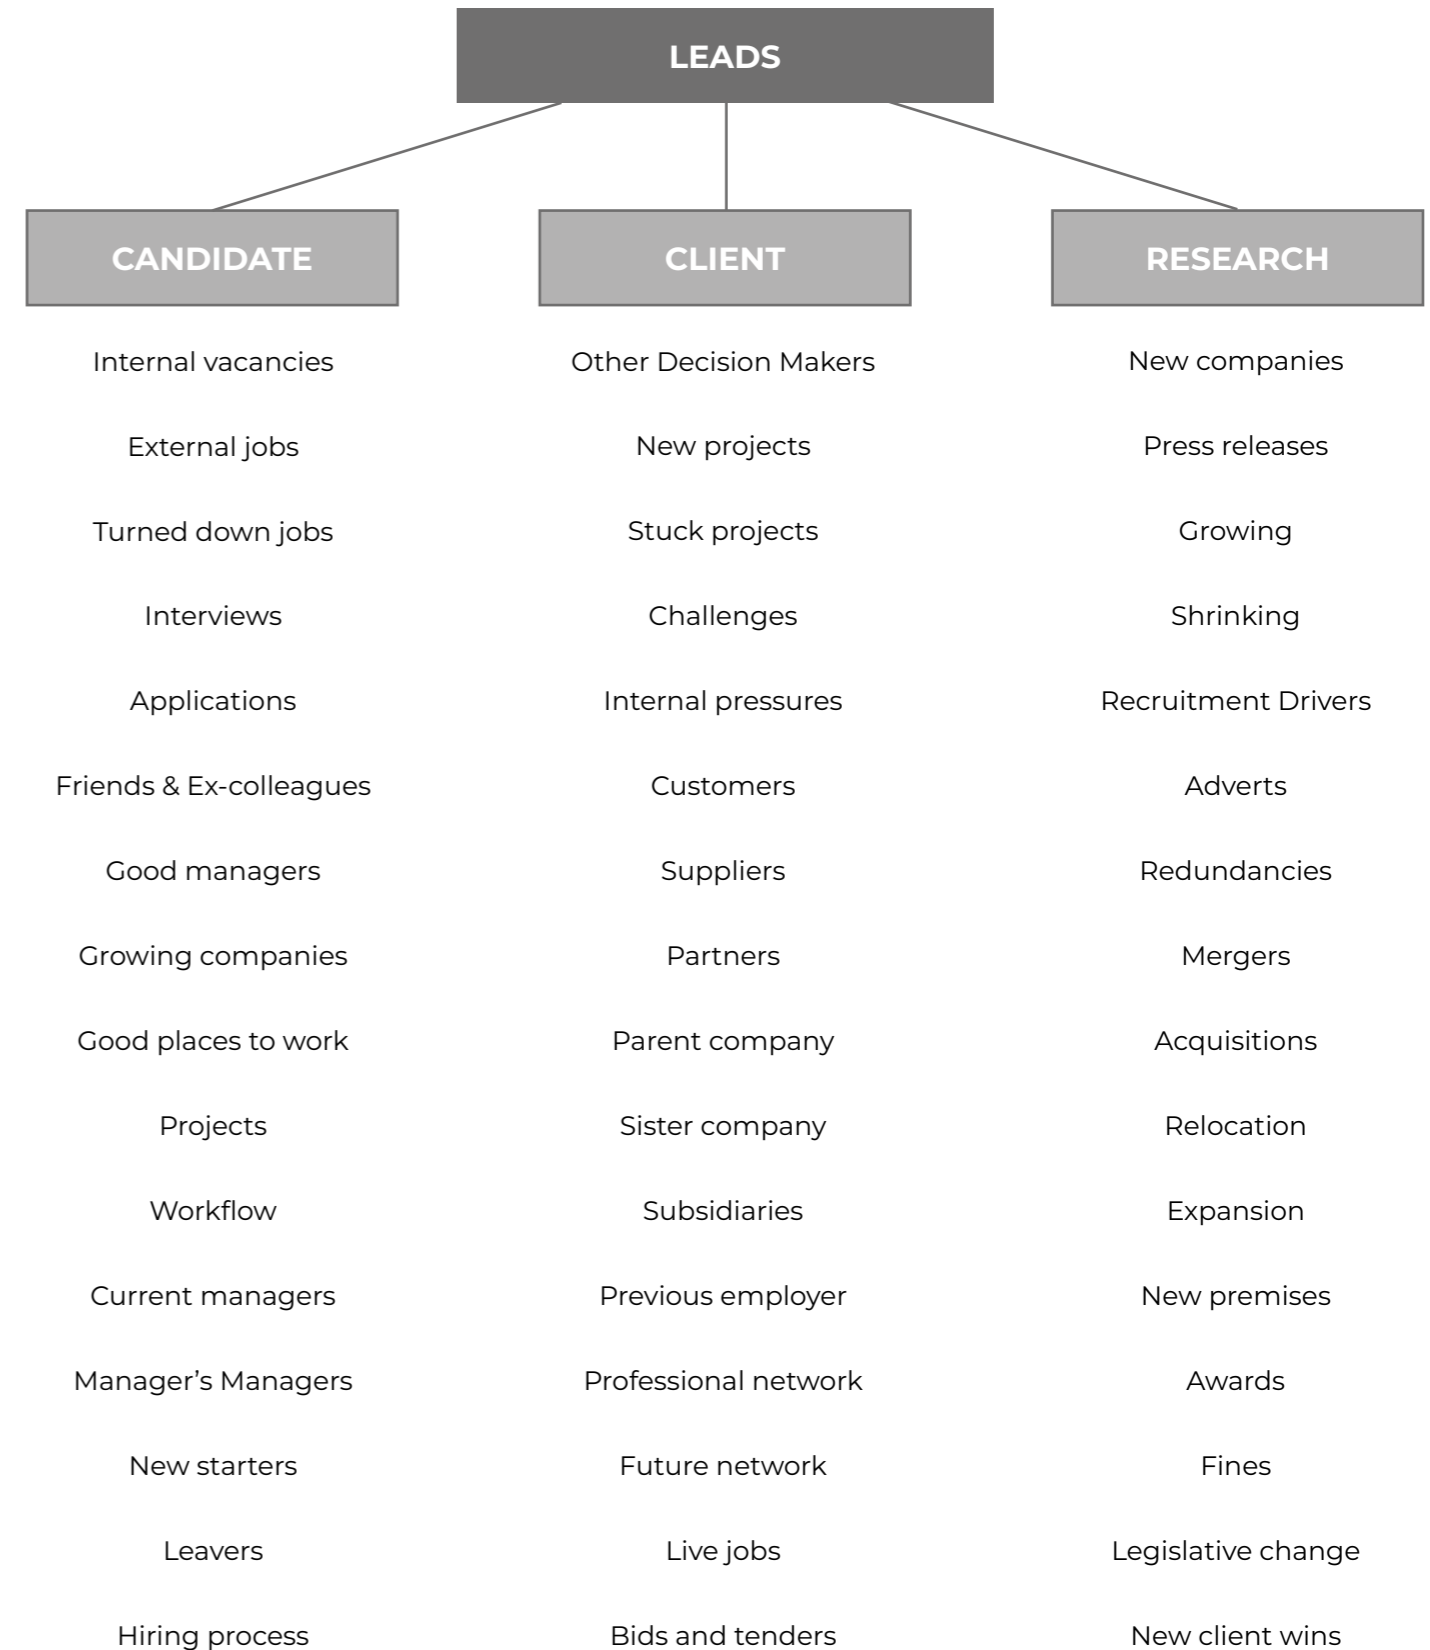 LEADS
CANDIDATE
Internal vacancies
External jobs
Turned down jobs
Interviews
Applications
Friends & Ex-colleagues
Good managers
Growing companies
Good places to work
Projects
Workflow
Current managers
Manager’s Managers
New starters
Leavers
Hiring process
CLIENT
Other Decision Makers
New projects
Stuck projects
Challenges
Internal pressures
Customers
Suppliers
Partners
Parent company
Sister company
Subsidiaries
Previous employer
Professional network
Future network
Live jobs
Bids and tenders
RESEARCH
New companies
Press releases
Growing
Shrinking
Recruitment Drivers
Adverts
Redundancies
Mergers
Acquisitions
Relocation
Expansion
New premises
Awards
Fines
Legislative change
New client wins